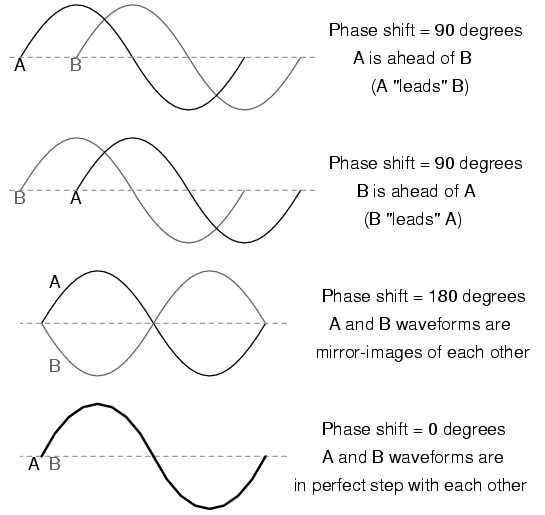 Phase shift = 90 degrees
A is ahead of B
(A "leads" B)
A B
Phase shift = 90 degrees
B is ahead of A
(B "leads" A)
B A
A
Phase shift = 180 degrees
A and B waveforms are
mirror-images of each other
B
Phase shift = 0 degrees
A and B waveforms are
in perfect step with each other
A B